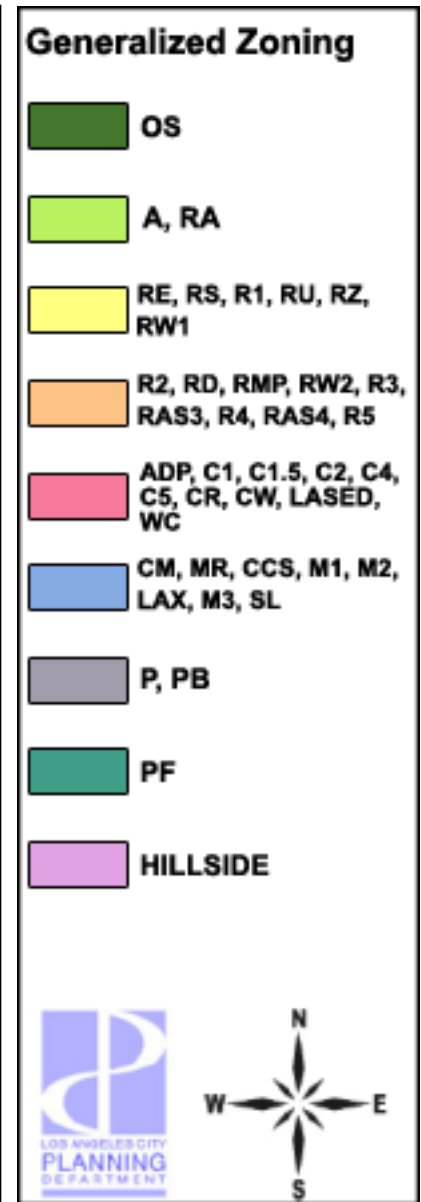 Generalized Zoning
OS
A, RA
RE, RS, R1, RU, RZ,
RW1
R2, RD, RMP, RW2, R3,
RAS3, R4, RAS4, R5
ADP, C1, C1.5, C2, C4,
C5, CR, CW, LASED,
WC
CM, MR, CCS, M1, M2,
LAX, M3, SL
P, PB
PF
HILLSIDE
N
W E
S
LOS ANGELES CITY
PLANNING
DEPARTMENT